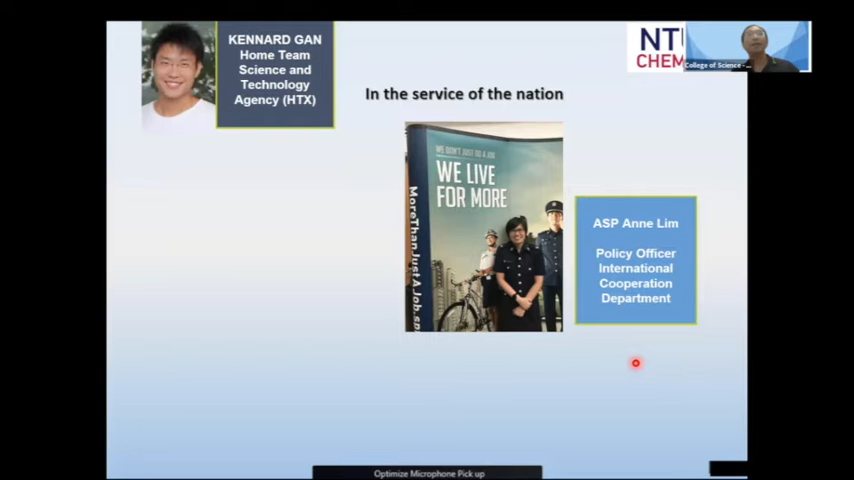 KENNARD GAN
Home Team
Science and
Technology
Agency (HTX)
In the service of the nation
NTU
CHEM
College of Science - ...
WE DON'T JUST DO A JOB
WE LIVE
FOR MORE
MoreThanJustAJob.sp
ASP Anne Lim
Policy Officer
International
Cooperation
Department
Optimize Microphone Pick up